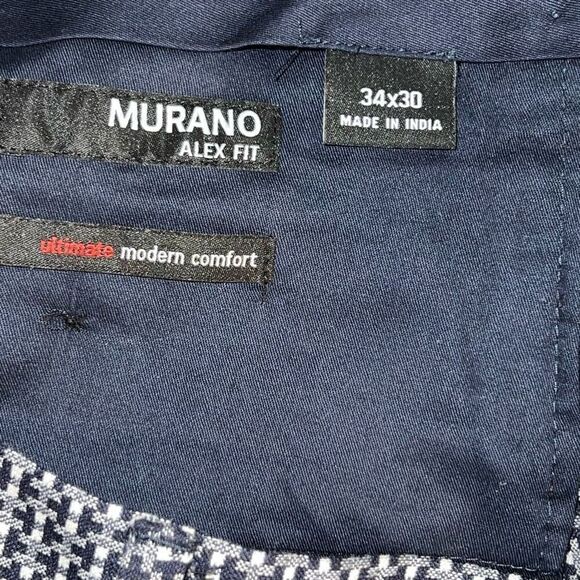 MURANO
ALEX FIT
34x30
MADE IN INDIA
ultimate modern comfort